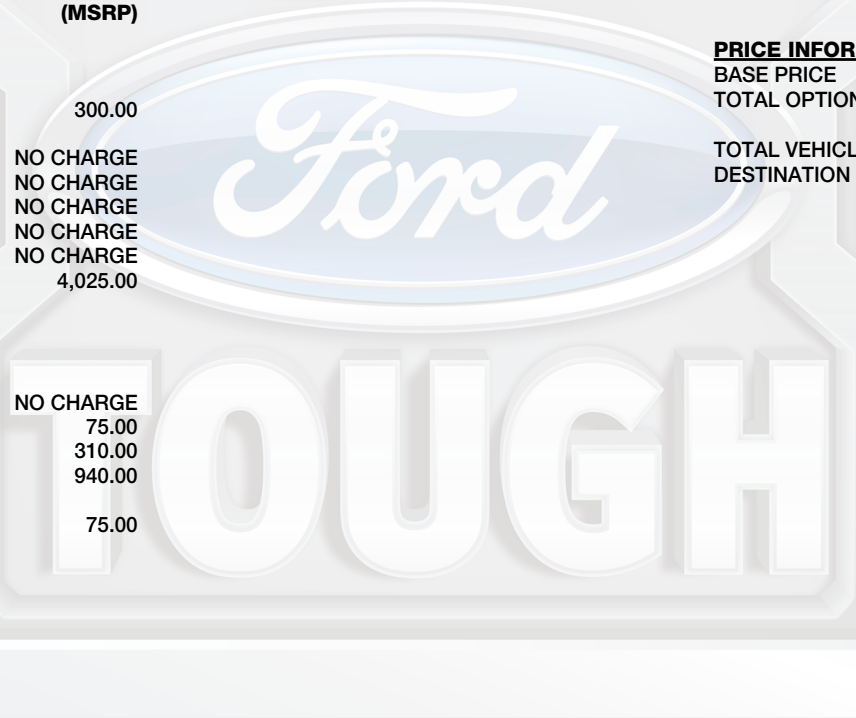 (MSRP)
300.00
NO CHARGE
NO CHARGE
NO CHARGE
NO CHARGE
NO CHARGE
4,025.00
NO CHARGE
75.00
310.00
940.00
75.00
PRICE INFOR
BASE PRICE
TOTAL OPTION
TOTAL VEHICL
DESTINATION
Ford
TOUGH